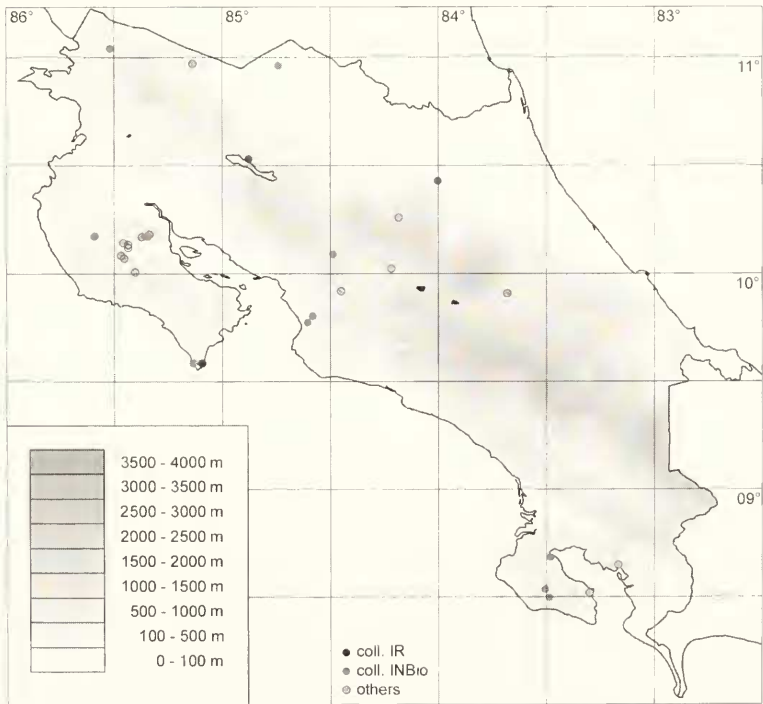 86° 85° 84° 83°
11°
10°
09°
3500 - 4000 m
3000 - 3500 m
2500 - 3000 m
2000 - 2500 m
1500 - 2000 m
1000 - 1500 m
500 - 1000 m
100 - 500 m
0 - 100 m
coll. IR
coll. INBio
others